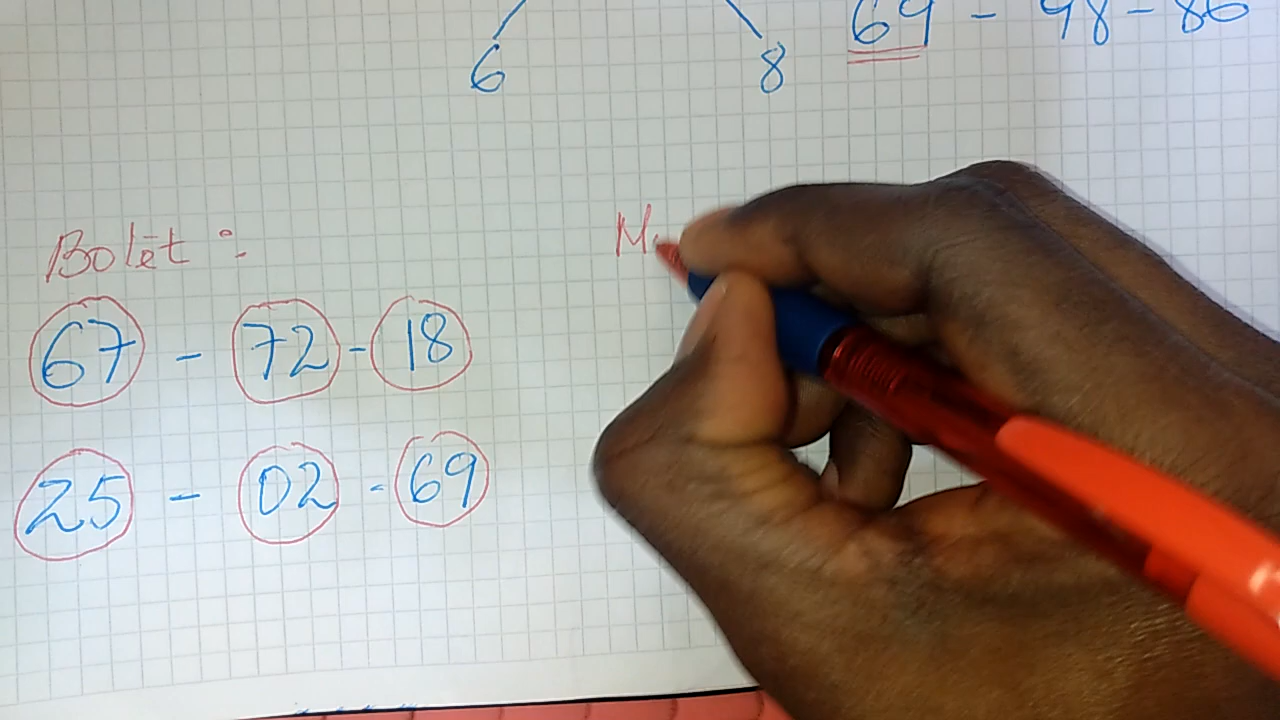 6 8
69 - 98 - 86
Bolèt :
67 - 72 - 18
25 - 02 - 69
M